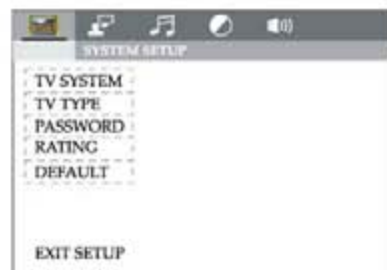 SYSTEM SETUP
TV SYSTEM
TV TYPE
PASSWORD
RATING
DEFAULT
EXIT SETUP